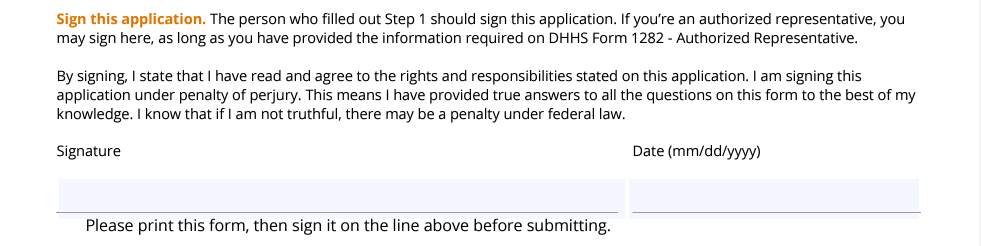 Sign this application. The person who filled out Step 1 should sign this application. If you’re an authorized representative, you
may sign here, as long as you have provided the information required on DHHS Form 1282 - Authorized Representative.
By signing, I state that I have read and agree to the rights and responsibilities stated on this application. I am signing this
application under penalty of perjury. This means I have provided true answers to all the questions on this form to the best of my
knowledge. I know that if I am not truthful, there may be a penalty under federal law.
Signature
Date (mm/dd/yyyy)
Please print this form, then sign it on the line above before submitting.